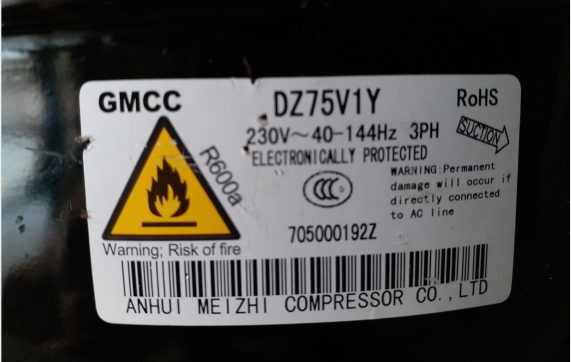 GMCC
DZ75V1Y
RoHS
230V～40-144Hz 3PH
SUCTION
ELECTRONICALLY PROTECTED
R600a
WARNING:Permanent
damage will occur if
directly connected
to AC line
CCC S
705000192Z
Warning; Risk of fire
ANHUI MEIZHI COMPRESSOR CO.,LTD